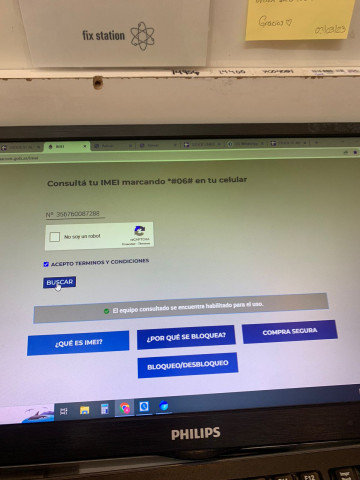 fix station
Gracias
IMEI
Consultá tu IMEI marcando *#06# en tu celular
N° 356760087288
No soy un robot
reCAPTCHA
ACEPTO TERMINOS Y CONDICIONES
BUSCAR
El equipo consultado se encuentra habilitado para el uso.
¿QUÉ ES IMEI?
¿POR QUÉ SE BLOQUEA?
COMPRA SEGURA
BLOQUEO/DESBLOQUEO
PHILIPS
F12